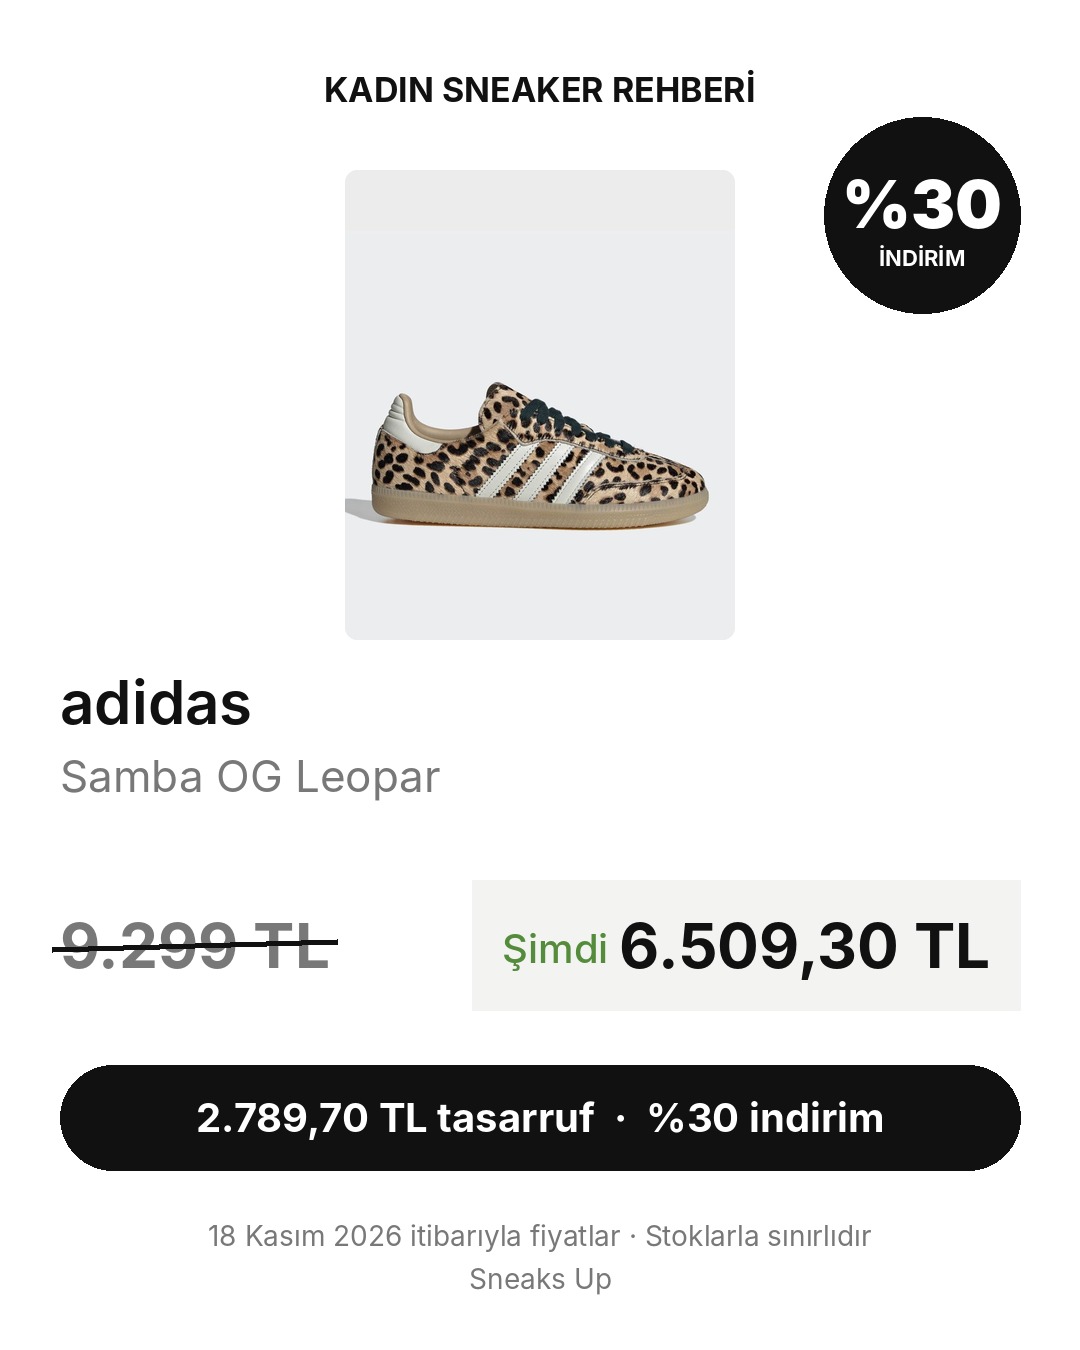 KADIN SNEAKER REHBERİ
%30
İNDİRİM
adidas
Samba OG Leopar
9.299 TL
Şimdi 6.509,30 TL
2.789,70 TL tasarruf · %30 indirim
18 Kasım 2026 itibarıyla fiyatlar · Stoklarla sınırlıdır
Sneaks Up